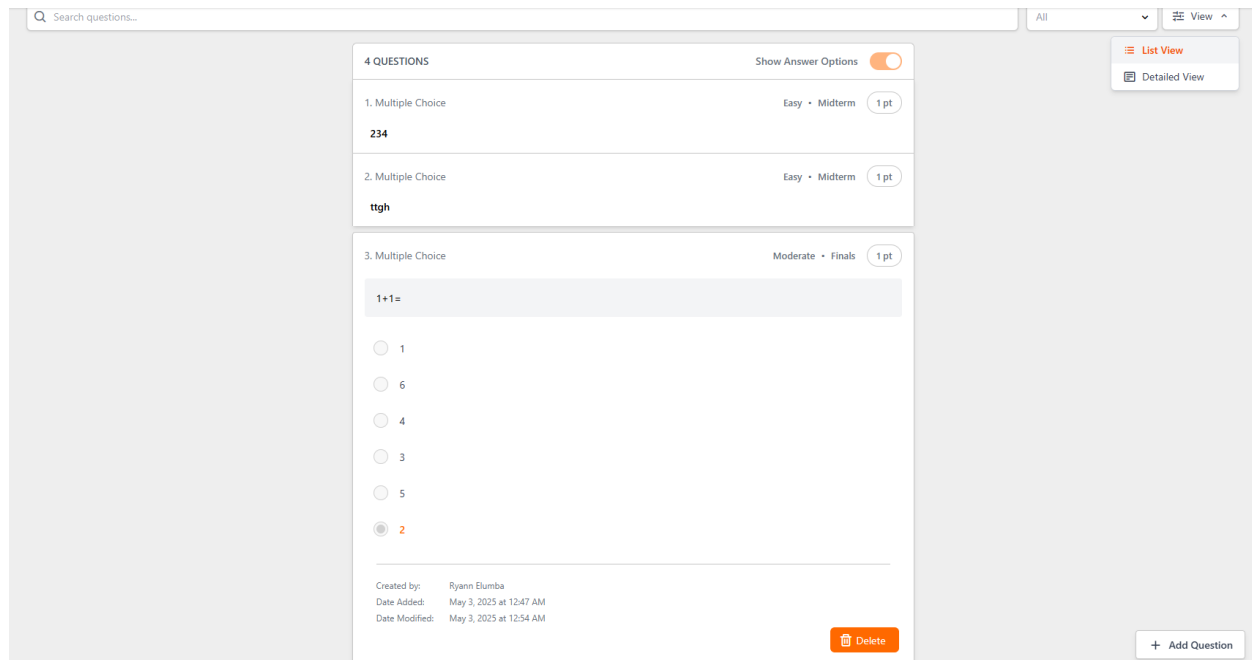 Search questions...
All
View
List View
Detailed View
4 QUESTIONS
Show Answer Options
1. Multiple Choice
Easy • Midterm
1 pt
234
2. Multiple Choice
Easy • Midterm
1 pt
ttgh
3. Multiple Choice
Moderate • Finals
1 pt
1+1=
1
6
4
3
5
2
Created by: Ryann Elumba
Date Added: May 3, 2025 at 12:47 AM
Date Modified: May 3, 2025 at 12:54 AM
Delete
+ Add Question